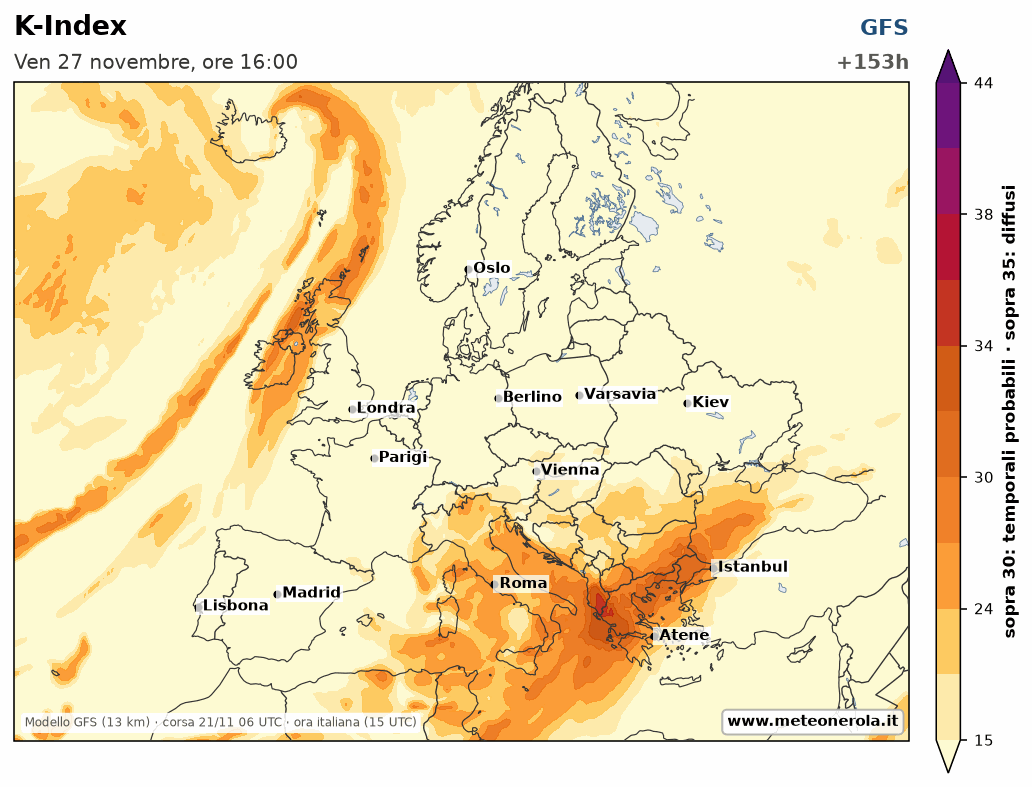 K-Index
GFS
Ven 27 novembre, ore 16:00
+153h
44
38
34
30
24
15
sopra 30: temporali probabili · sopra 35: diffusi
Oslo
Berlino
Varsavia
Kiev
Londra
Parigi
Vienna
Istanbul
Roma
Madrid
Lisbona
Atene
Modello GFS (13 km) · corsa 21/11 06 UTC · ora italiana (15 UTC)
www.meteonerola.it